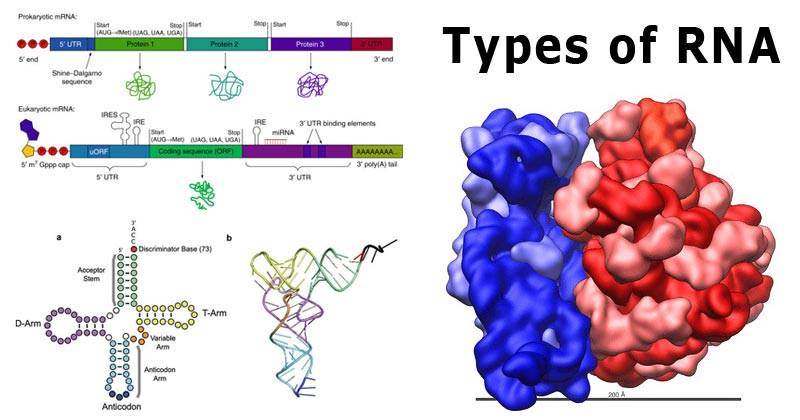 Prokaryotic mRNA:
Start
Stop
Start
Stop
Start
Stop
(AUG→fMet)
(UAG, UAA, UGA)
P P P
5' UTR
Protein 1
Protein 2
Protein 3
3' UTR
5' end
3' end
Shine–Dalgarno
sequence
Eukaryotic mRNA:
IRES
IRE
Start
(AUG→Met)
Stop
(UAG, UAA, UGA)
IRE
miRNA
3' UTR binding elements
P P P
uORF
Coding sequence (ORF)
AAAAAAAA...
5' m7 Gppp cap
5' UTR
3' UTR
3' poly(A) tail
Types of RNA
a
3'
A
C
C
5'
Discriminator Base (73)
Acceptor
Stem
D-Arm
T-Arm
Variable
Arm
Anticodon
Arm
Anticodon
b
200 Å